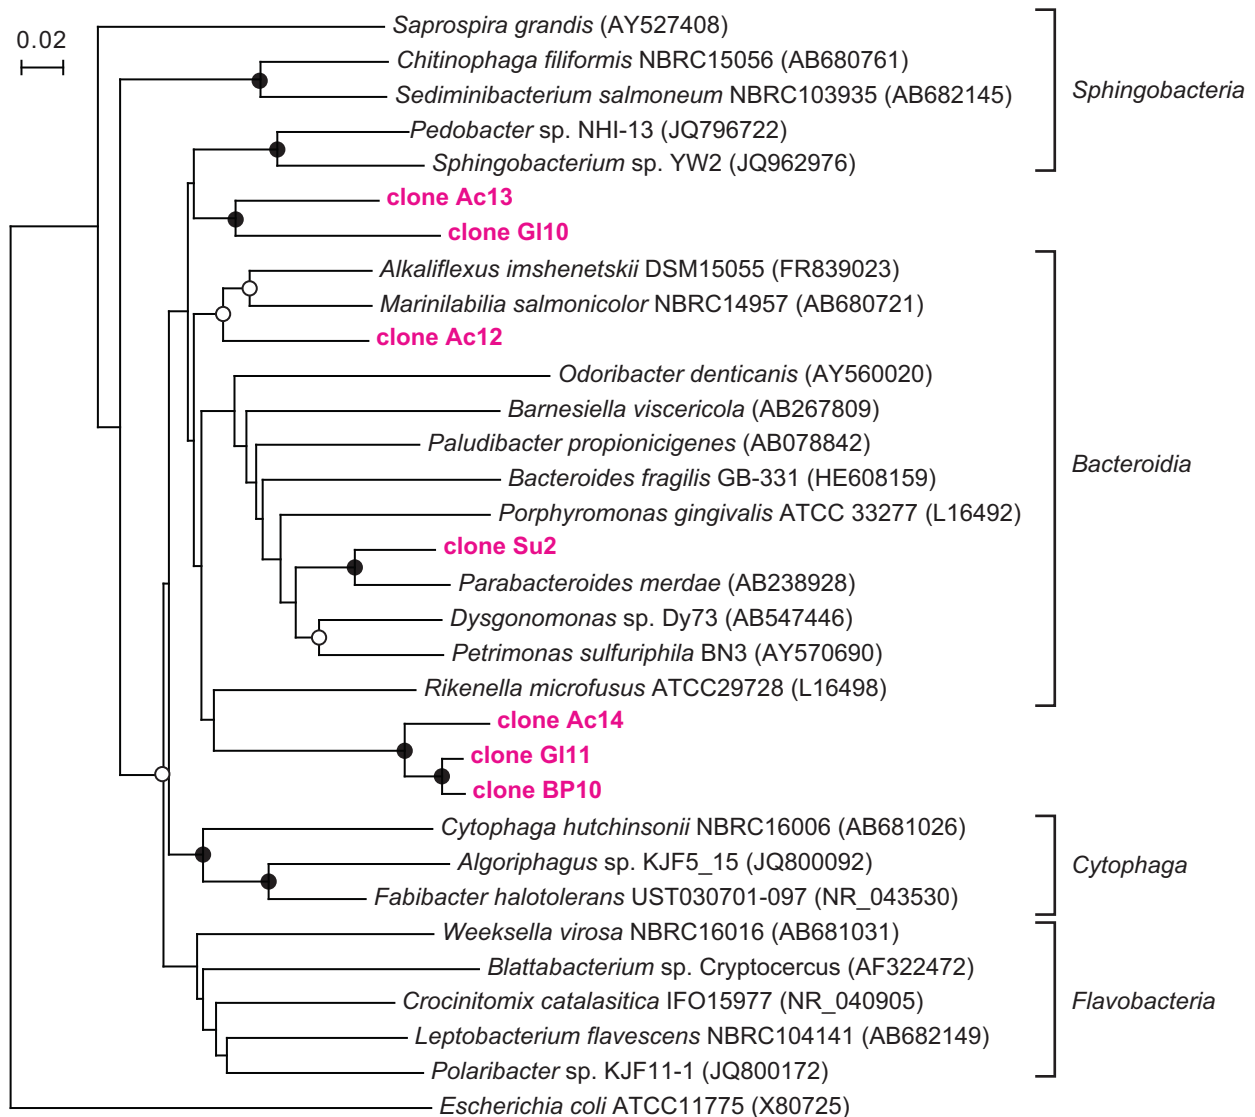 0.02
Saprospira grandis (AY527408)
Chitinophaga filiformis NBRC15056 (AB680761)
Sediminibacterium salmoneum NBRC103935 (AB682145)
Sphingobacteria
Pedobacter sp. NHI-13 (JQ796722)
Sphingobacterium sp. YW2 (JQ962976)
clone Ac13
clone Gl10
Alkaliflexus imshenetskii DSM15055 (FR839023)
Marinilabilia salmonicolor NBRC14957 (AB680721)
clone Ac12
Odoribacter denticanis (AY560020)
Barnesiella viscericola (AB267809)
Paludibacter propionicigenes (AB078842)
Bacteroidia
Bacteroides fragilis GB-331 (HE608159)
Porphyromonas gingivalis ATCC 33277 (L16492)
clone Su2
Parabacteroides merdae (AB238928)
Dysgonomonas sp. Dy73 (AB547446)
Petrimonas sulfuriphila BN3 (AY570690)
Rikenella microfusus ATCC29728 (L16498)
clone Ac14
clone Gl11
clone BP10
Cytophaga hutchinsonii NBRC16006 (AB681026)
Algoriphagus sp. KJF5_15 (JQ800092)
Cytophaga
Fabibacter halotolerans UST030701-097 (NR_043530)
Weeksella virosa NBRC16016 (AB681031)
Blattabacterium sp. Cryptocercus (AF322472)
Crocinitomix catalasitica IFO15977 (NR_040905)
Flavobacteria
Leptobacterium flavescens NBRC104141 (AB682149)
Polaribacter sp. KJF11-1 (JQ800172)
Escherichia coli ATCC11775 (X80725)